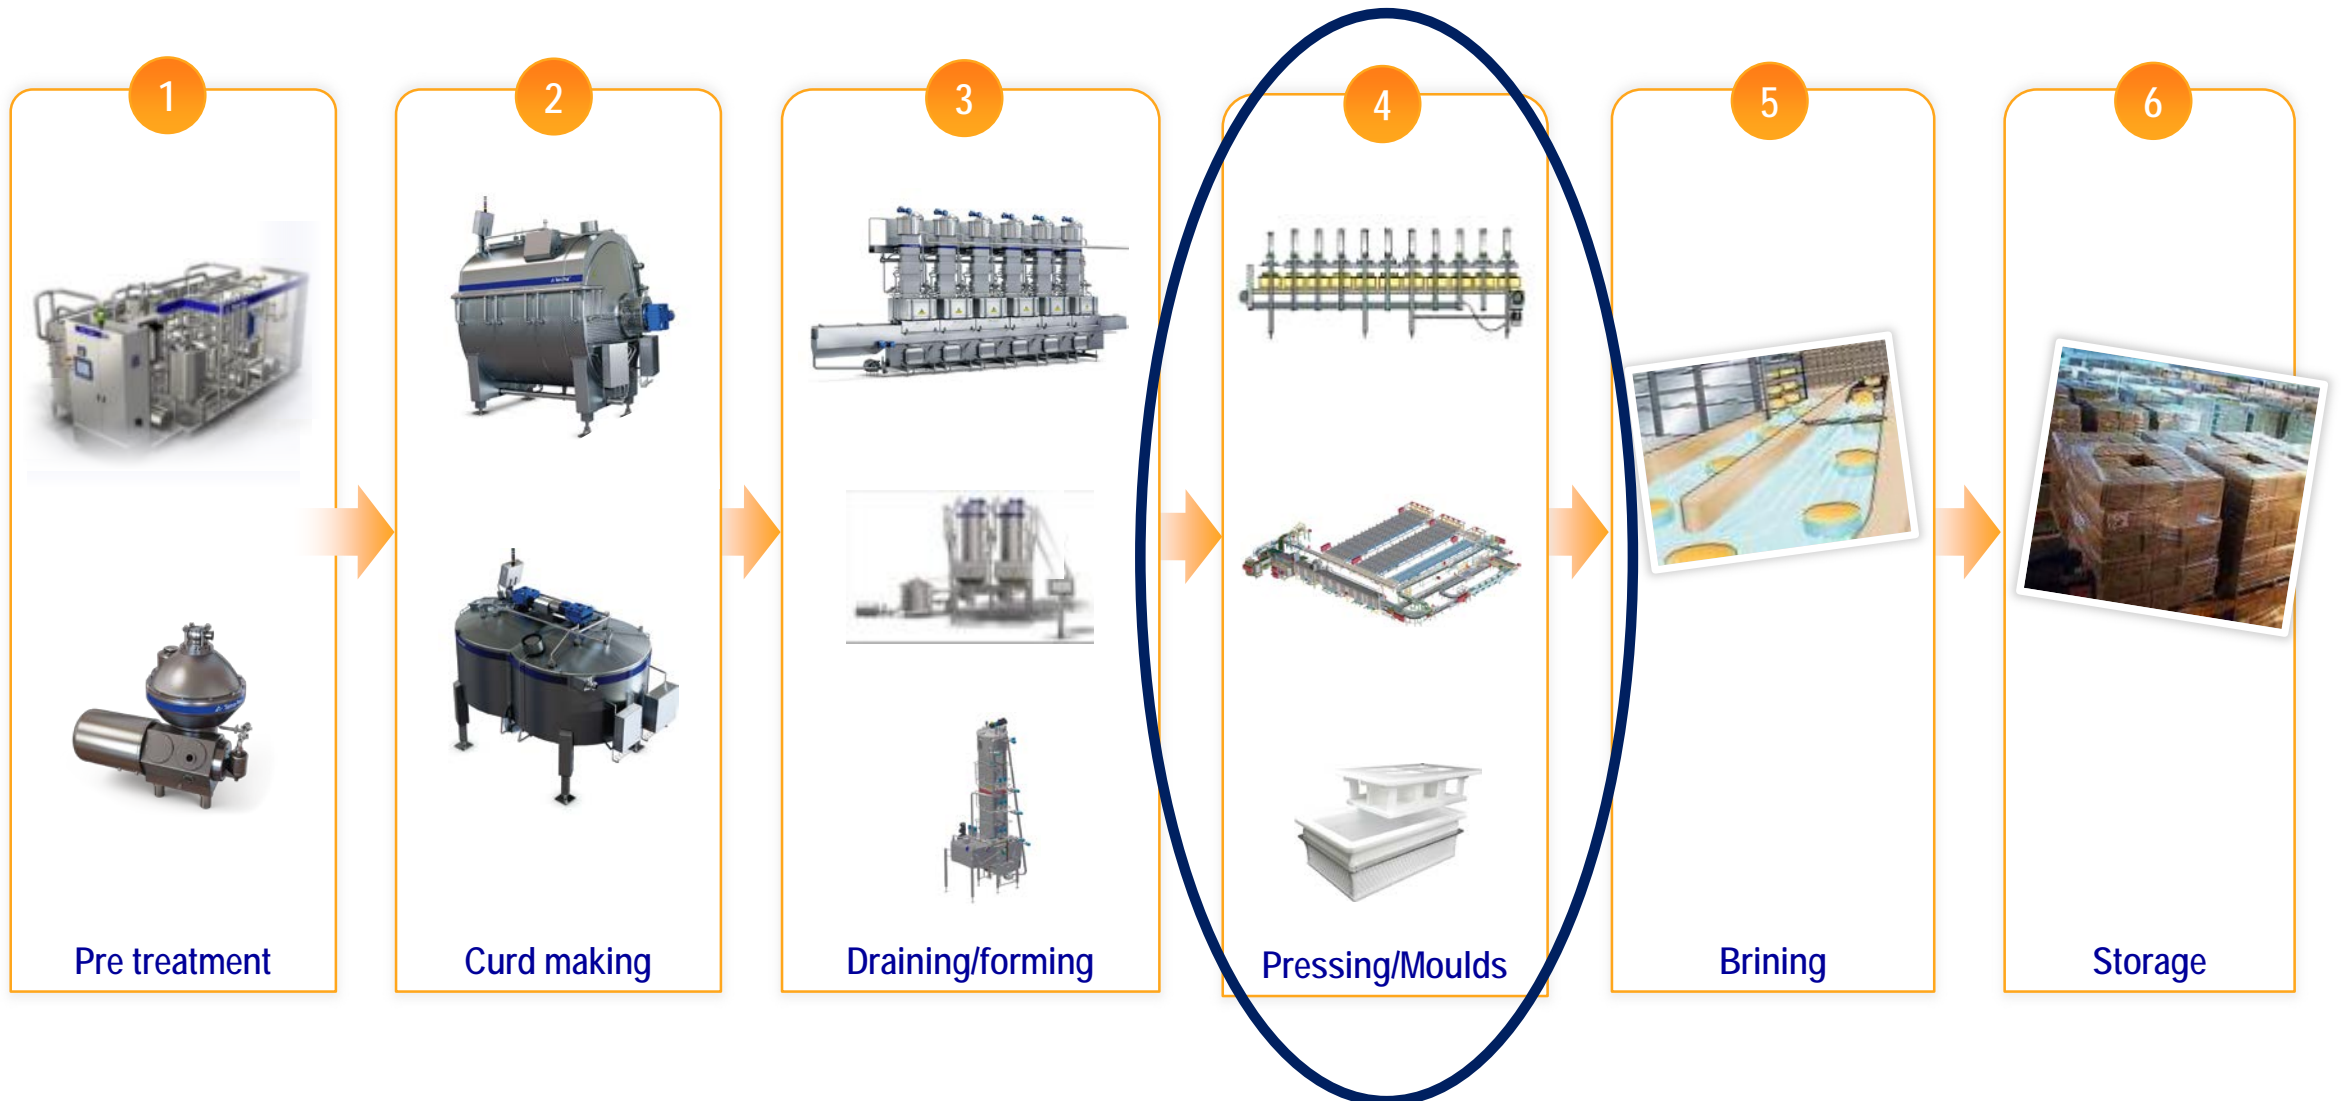 1
2
3
4
5
6
Pre treatment
Curd making
Draining/forming
Pressing/Moulds
Brining
Storage